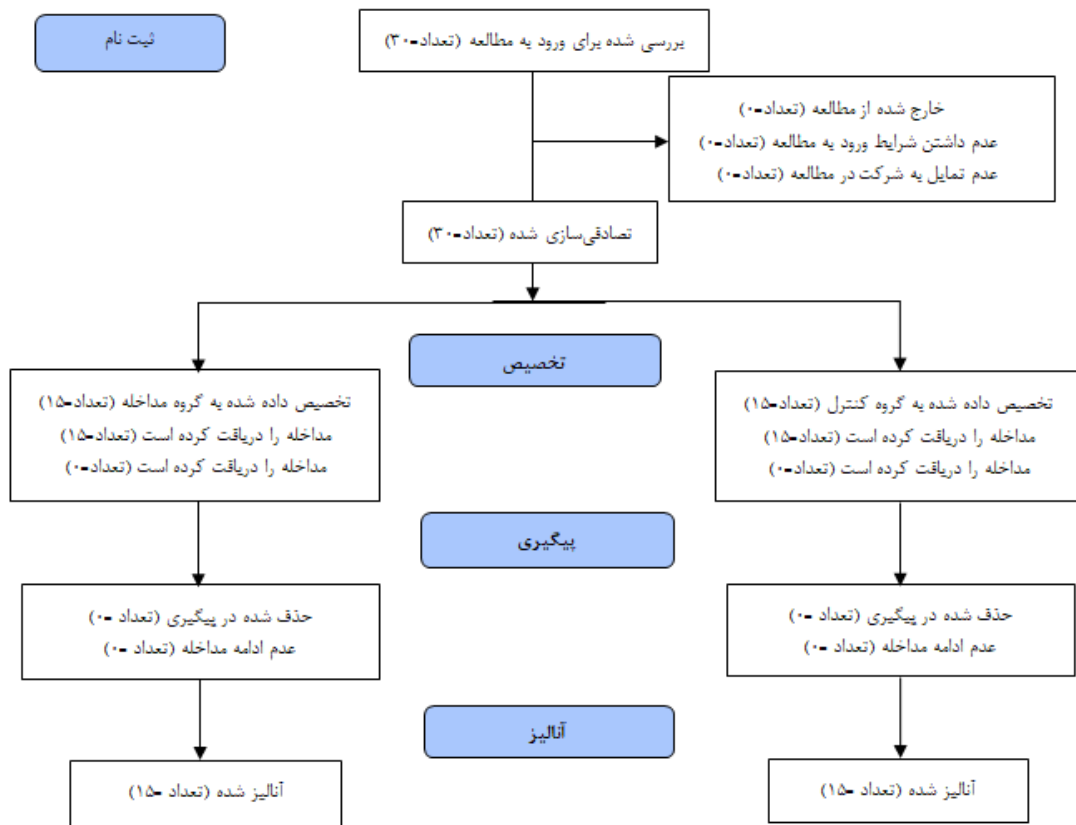 ثبت نام
بررسی شده برای ورود به مطالعه (تعداد=۳۰)
خارج شده از مطالعه (تعداد=۰)
عدم داشتن شرایط ورود به مطالعه (تعداد=۰)
عدم تمایل به شرکت در مطالعه (تعداد=۰)
تصادفی‌سازی شده (تعداد=۳۰)
تخصیص
تخصیص داده شده به گروه کنترل (تعداد=۱۵)
مداخله را دریافت کرده است (تعداد=۱۵)
مداخله را دریافت کرده است (تعداد=۰)
تخصیص داده شده به گروه مداخله (تعداد=۱۵)
مداخله را دریافت کرده است (تعداد=۱۵)
مداخله را دریافت کرده است (تعداد=۰)
پیگیری
حذف شده در پیگیری (تعداد =۰)
عدم ادامه مداخله (تعداد =۰)
حذف شده در پیگیری (تعداد =۰)
عدم ادامه مداخله (تعداد =۰)
آنالیز
آنالیز شده (تعداد =۱۵)
آنالیز شده (تعداد =۱۵)